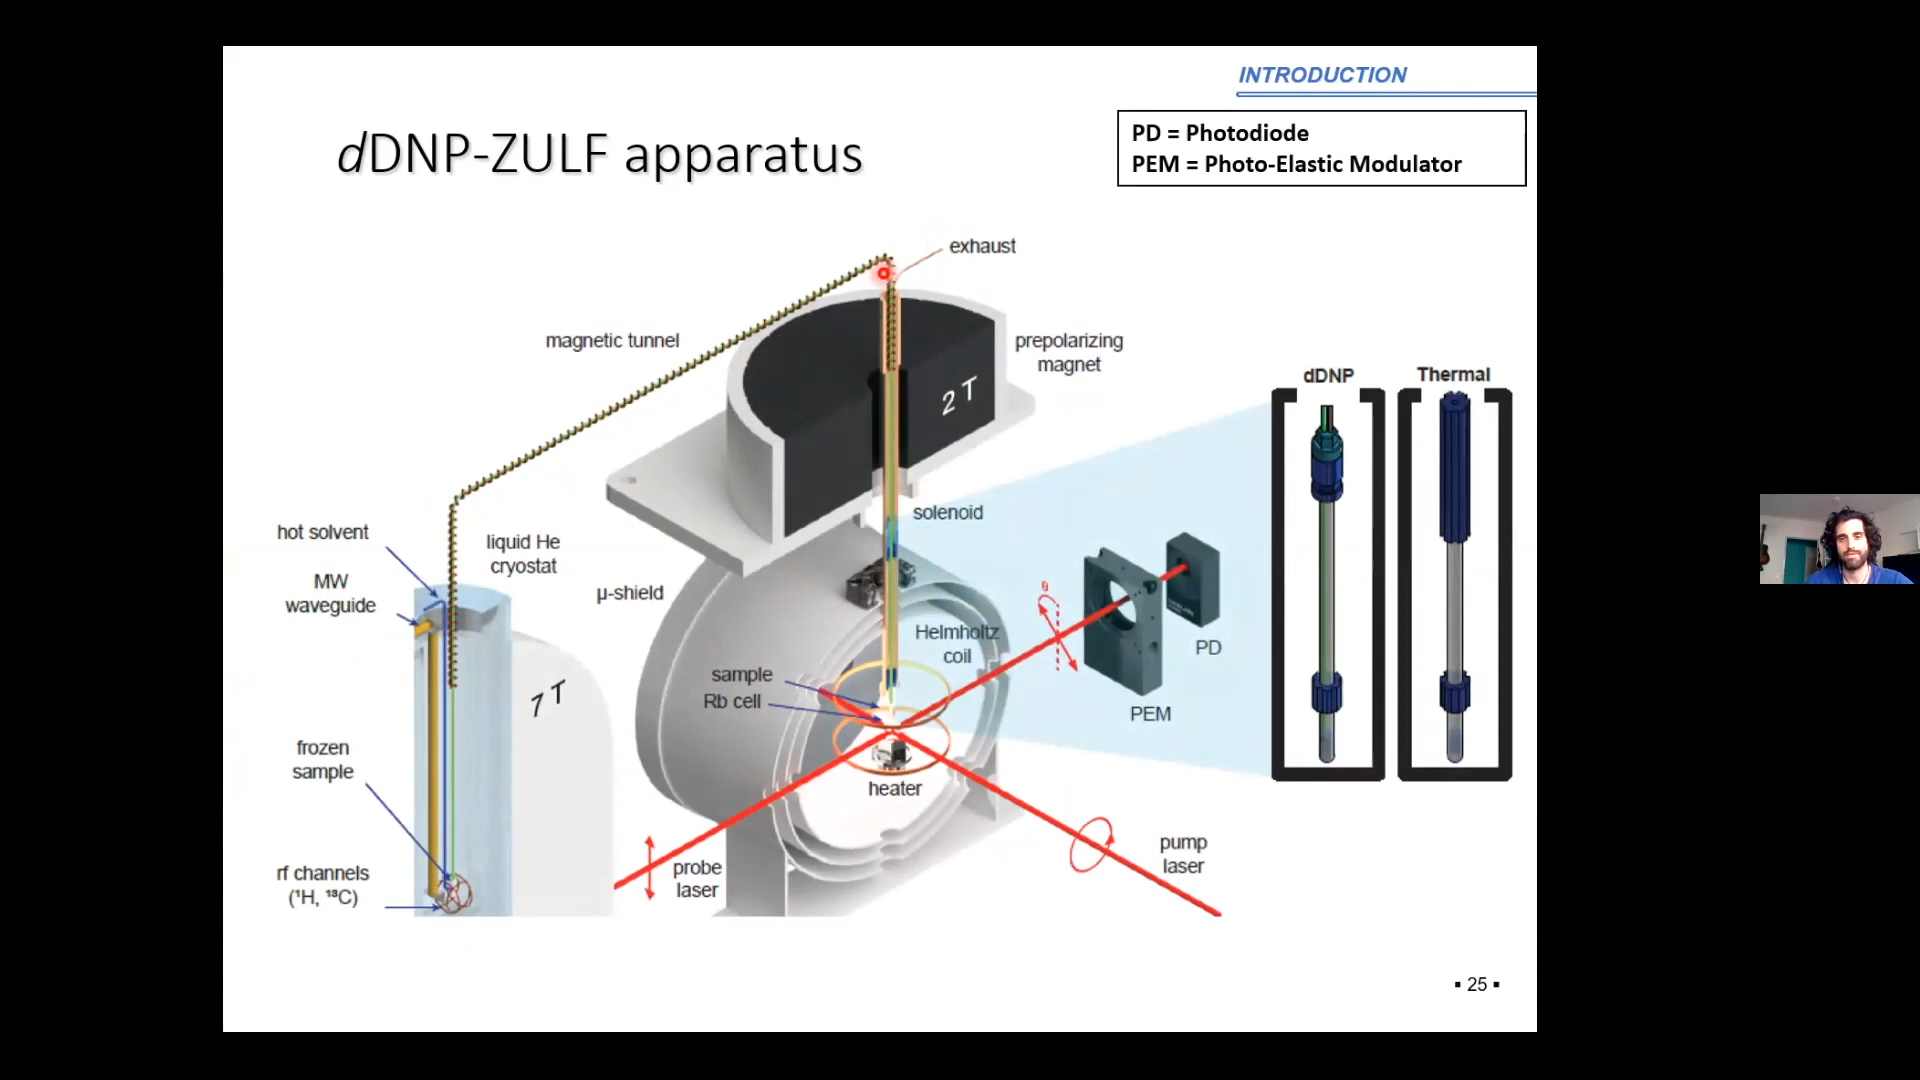 INTRODUCTION
PD = Photodiode
PEM = Photo-Elastic Modulator
dDNP-ZULF apparatus
exhaust
magnetic tunnel
prepolarizing
magnet
2 T
dDNP
Thermal
solenoid
hot solvent
liquid He
cryostat
MW
waveguide
μ-shield
θ
Helmholtz
coil
PD
sample
Rb cell
7 T
PEM
frozen
sample
heater
pump
laser
probe
laser
rf channels
(¹H, ¹³C)
▪ 25 ▪